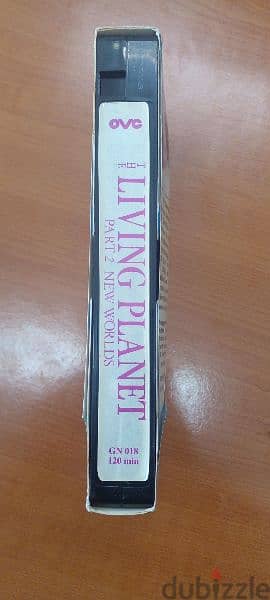 ovc
THE
LIVING PLANET
PART 2 NEW WORLDS
GN 018
120 min
dubizzle